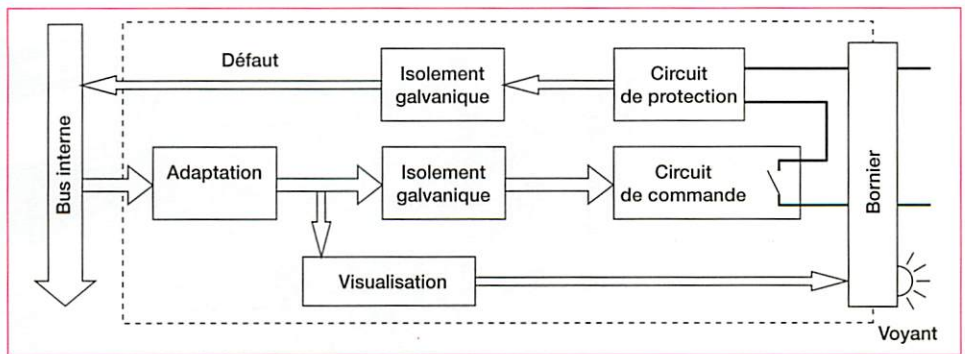 Défaut
Isolement
galvanique
Circuit
de protection
Bus interne
Adaptation
Isolement
galvanique
Circuit
de commande
Bornier
Visualisation
Voyant